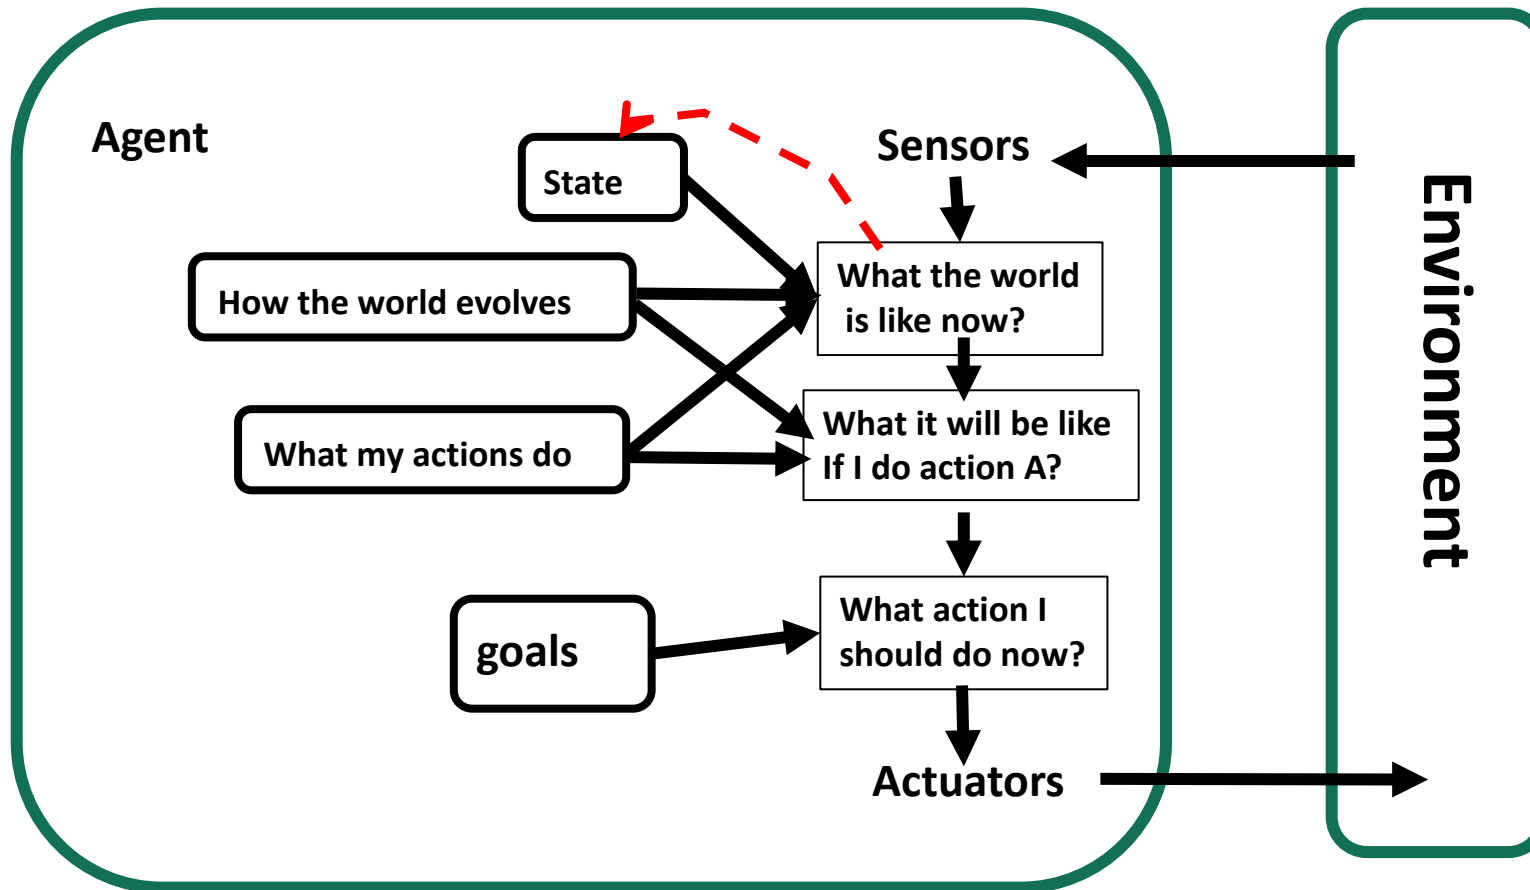 Agent
Sensors
State
Environment
What the world
is like now?
How the world evolves
What it will be like
If I do action A?
What my actions do
What action I
should do now?
goals
Actuators